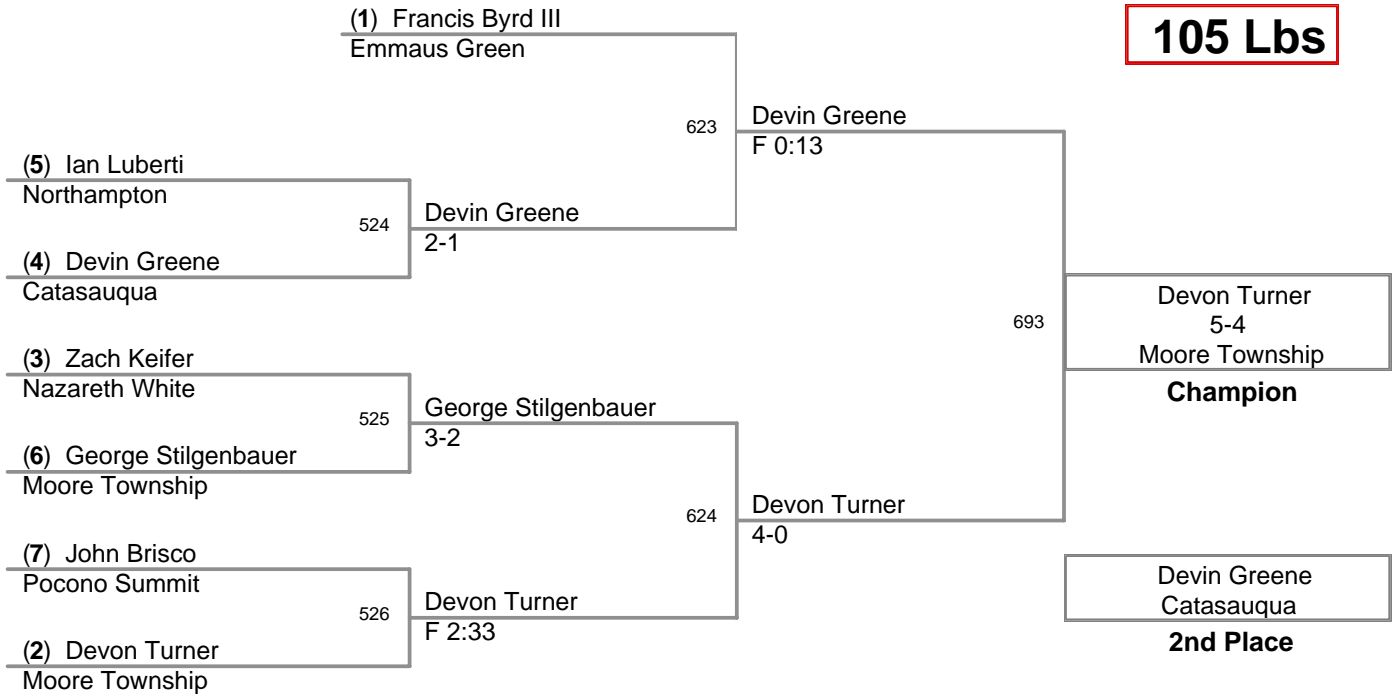 (1) Francis Byrd III
Emmaus Green
105 Lbs
623
Devin Greene
F 0:13
(5) Ian Luberti
Northampton
524
Devin Greene
2-1
(4) Devin Greene
Catasauqua
693
Devon Turner
5-4
Moore Township
Champion
(3) Zach Keifer
Nazareth White
525
George Stilgenbauer
3-2
(6) George Stilgenbauer
Moore Township
624
Devon Turner
4-0
(7) John Brisco
Pocono Summit
526
Devon Turner
F 2:33
(2) Devon Turner
Moore Township
Devin Greene
Catasauqua
2nd Place